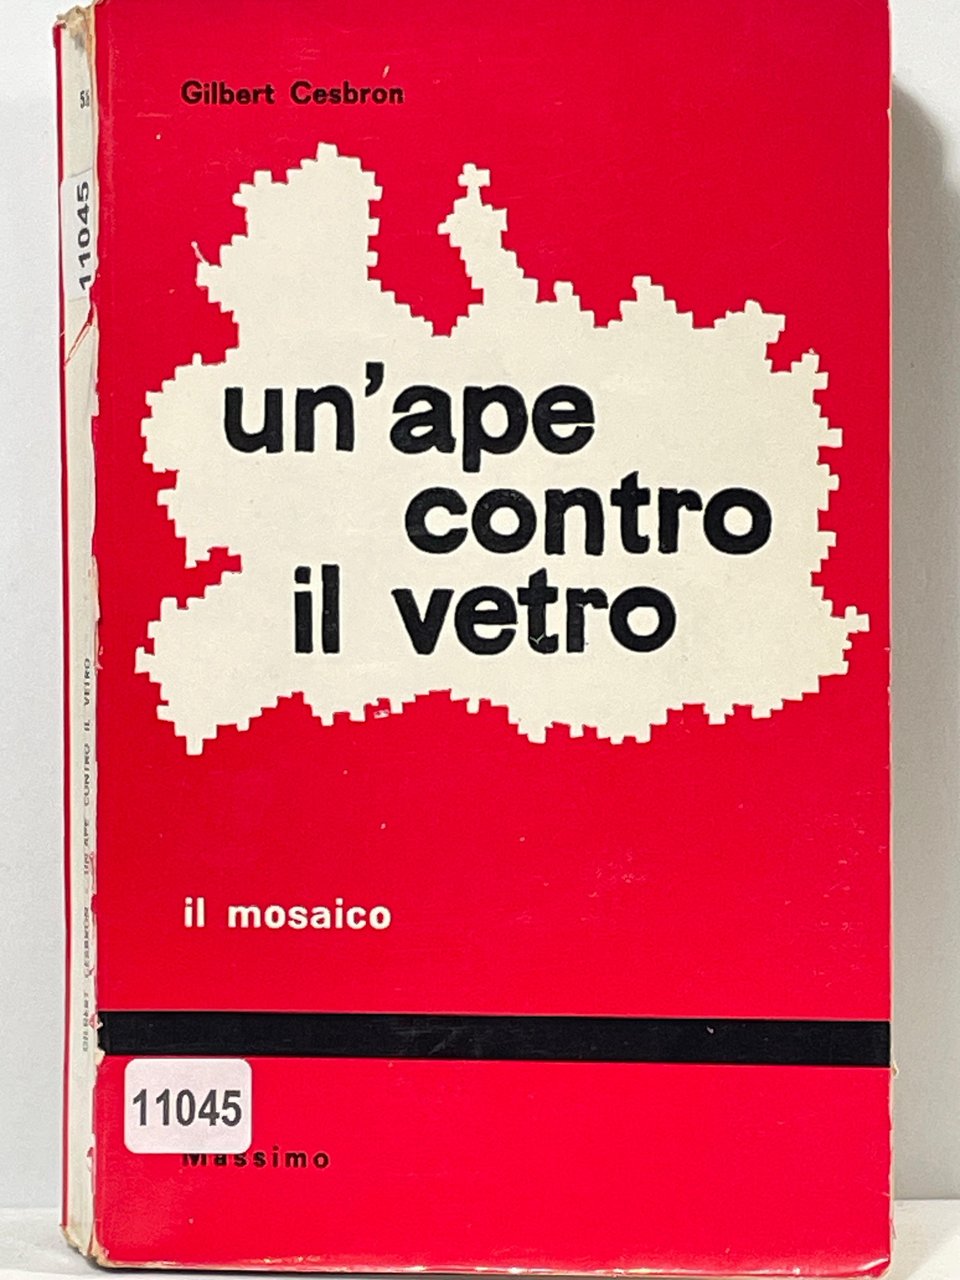 Gilbert Cesbron
un'ape
contro
il vetro
il mosaico
11045
Massimo
11045
GILBERT CESBRON - UN'APE CONTRO IL VETRO